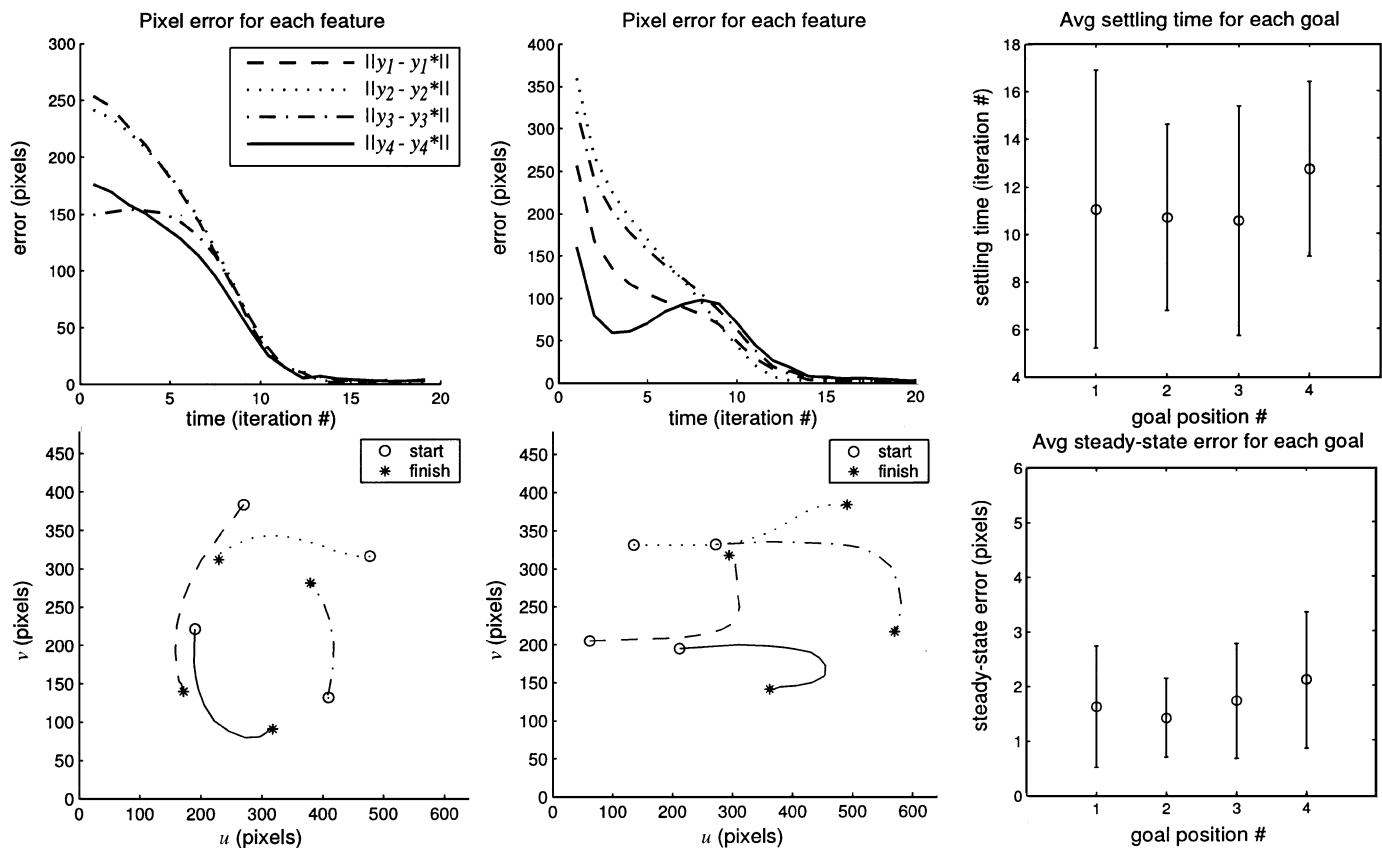 Pixel error for each feature
300
250
200
150
100
50
0
error (pixels)
||y1 - y1*||
||y2 - y2*||
||y3 - y3*||
||y4 - y4*||
0 5 10 15 20
time (iteration #)
Pixel error for each feature
400
350
300
250
200
150
100
50
0
error (pixels)
0 5 10 15 20
time (iteration #)
Avg settling time for each goal
18
16
14
12
10
8
6
4
settling time (iteration #)
1 2 3 4
goal position #
450
400
350
300
250
200
150
100
50
0
v (pixels)
start
finish
0 100 200 300 400 500 600
u (pixels)
450
400
350
300
250
200
150
100
50
0
v (pixels)
start
finish
0 100 200 300 400 500 600
u (pixels)
Avg steady-state error for each goal
6
5
4
3
2
1
0
steady-state error (pixels)
1 2 3 4
goal position #